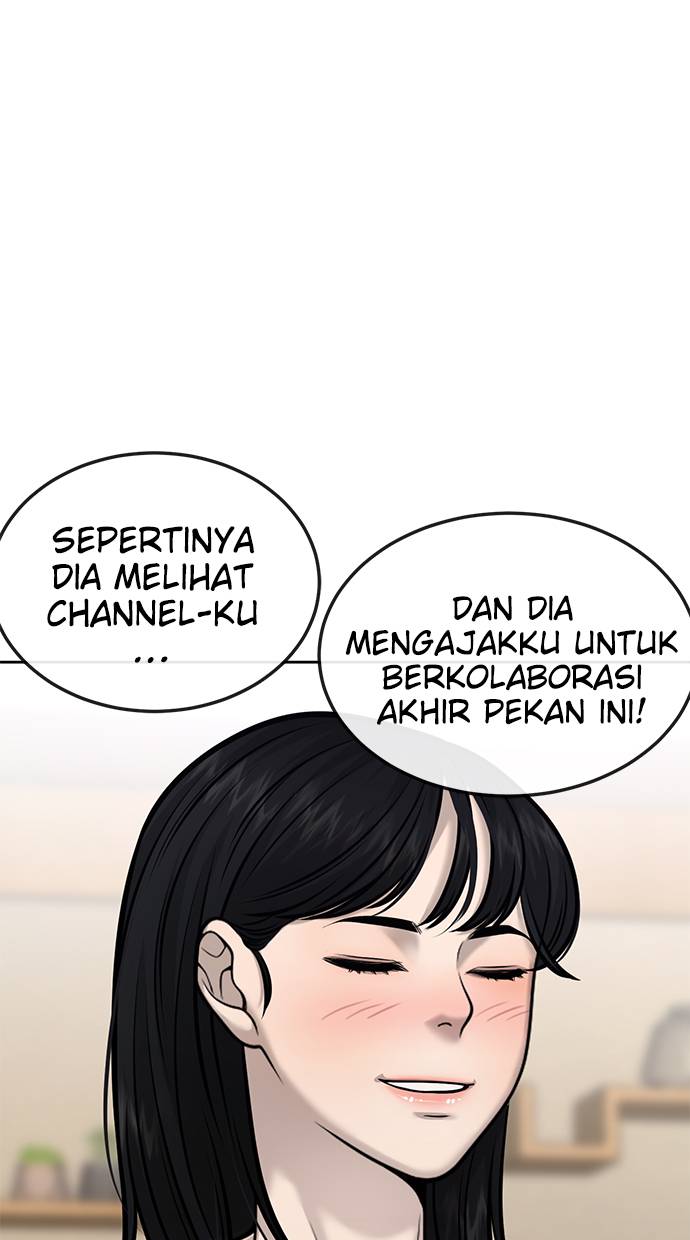 SEPERTINYA
DIA MELIHAT
CHANNEL-KU
...
DAN DIA
MENGAJAKKU UNTUK
BERKOLABORASI
AKHIR PEKAN INI!